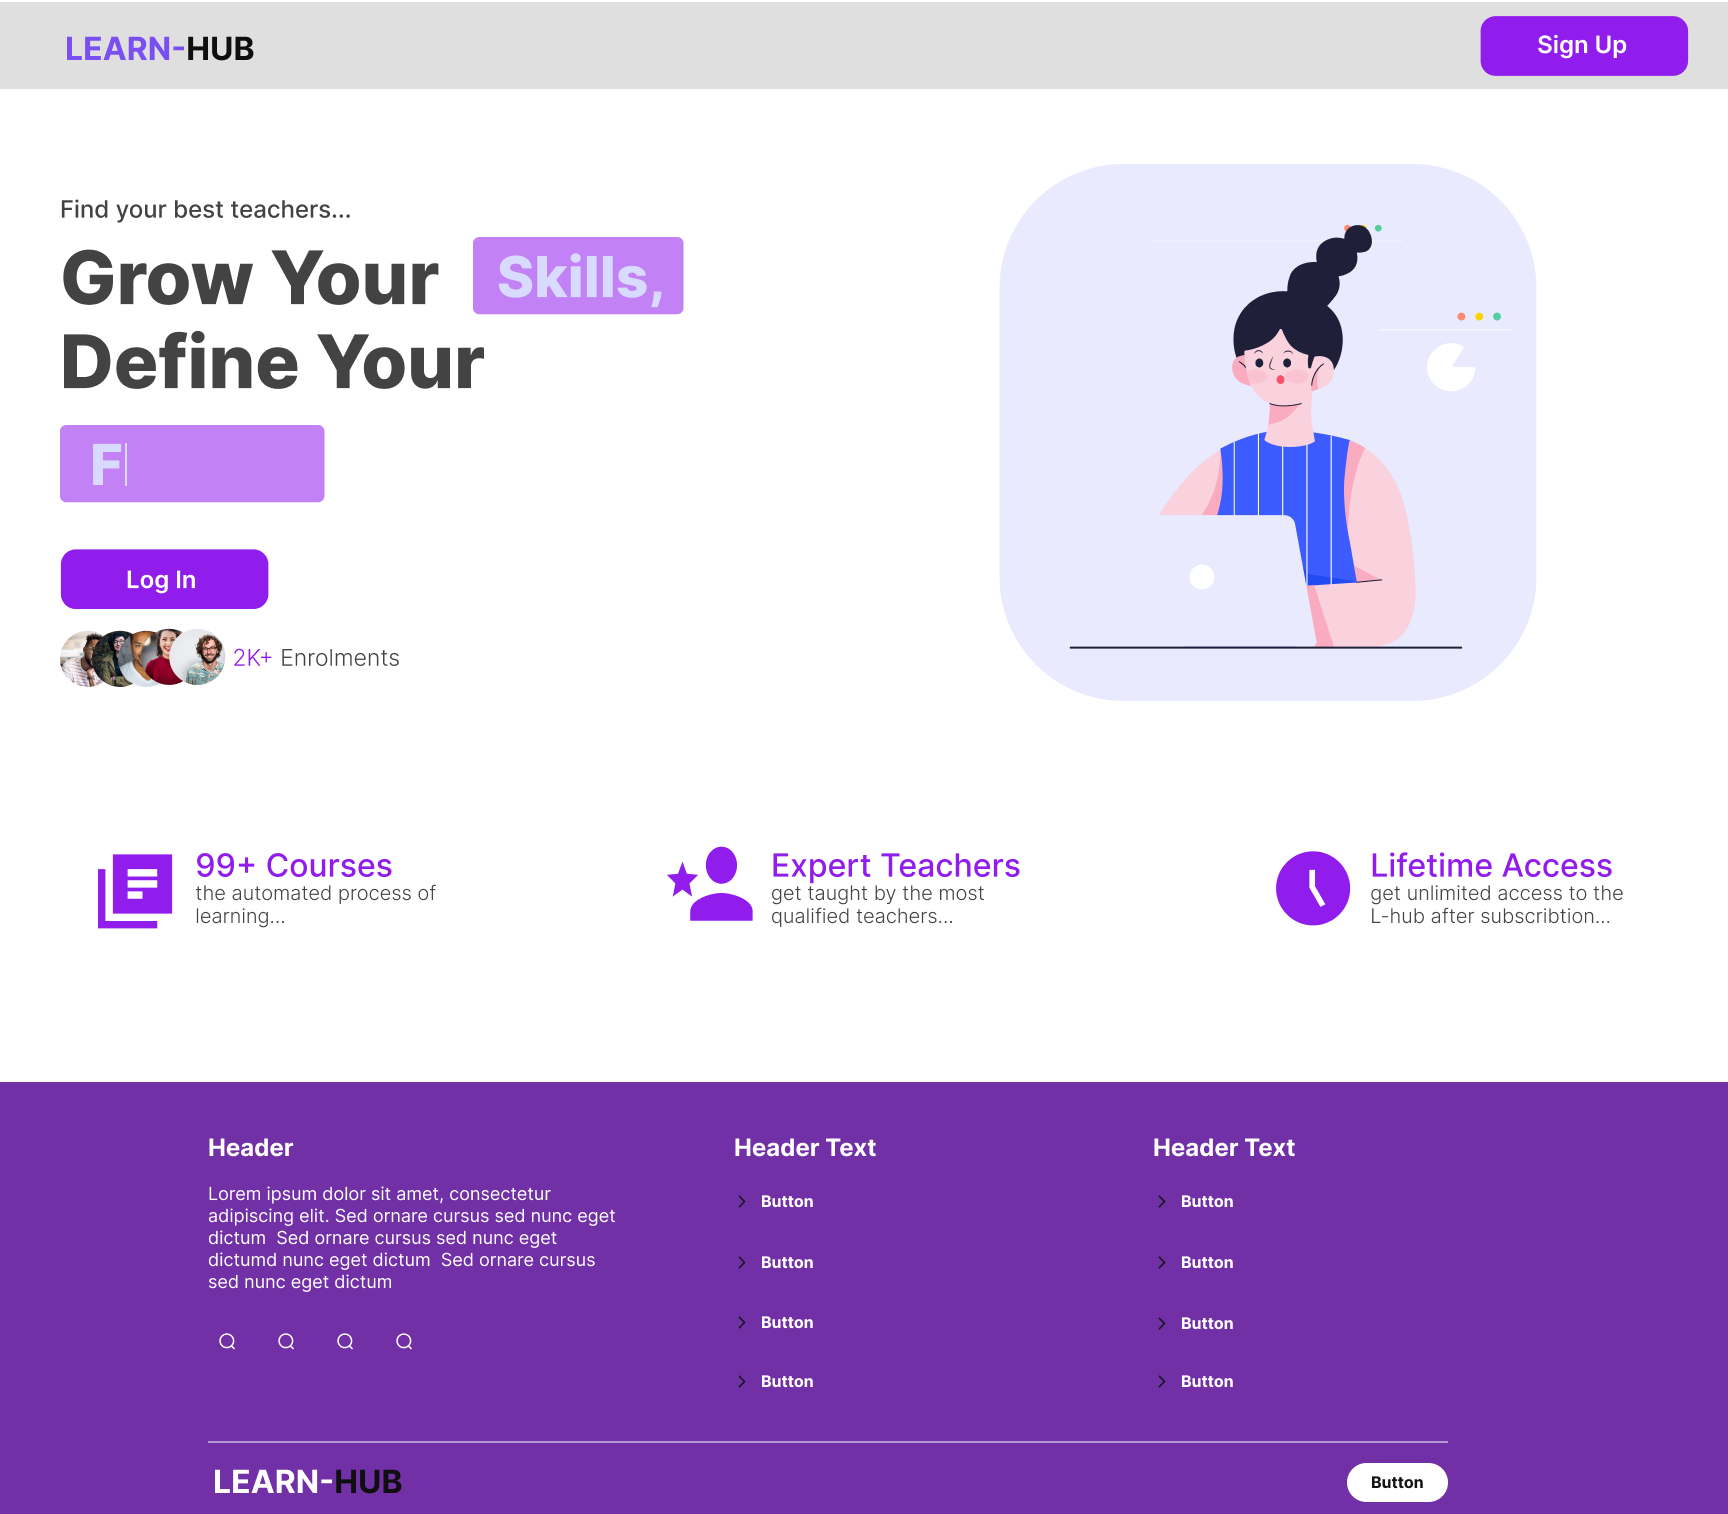 LEARN-HUB
Sign Up
Find your best teachers...
Grow Your Skills,
Define Your
F
Log In
2K+ Enrolments
99+ Courses
the automated process of
learning...
Expert Teachers
get taught by the most
qualified teachers...
Lifetime Access
get unlimited access to the
L-hub after subscribtion...
Header
Lorem ipsum dolor sit amet, consectetur
adipiscing elit. Sed ornare cursus sed nunc eget
dictum  Sed ornare cursus sed nunc eget
dictumd nunc eget dictum  Sed ornare cursus
sed nunc eget dictum
Header Text
Button
Button
Button
Button
Header Text
Button
Button
Button
Button
LEARN-HUB
Button